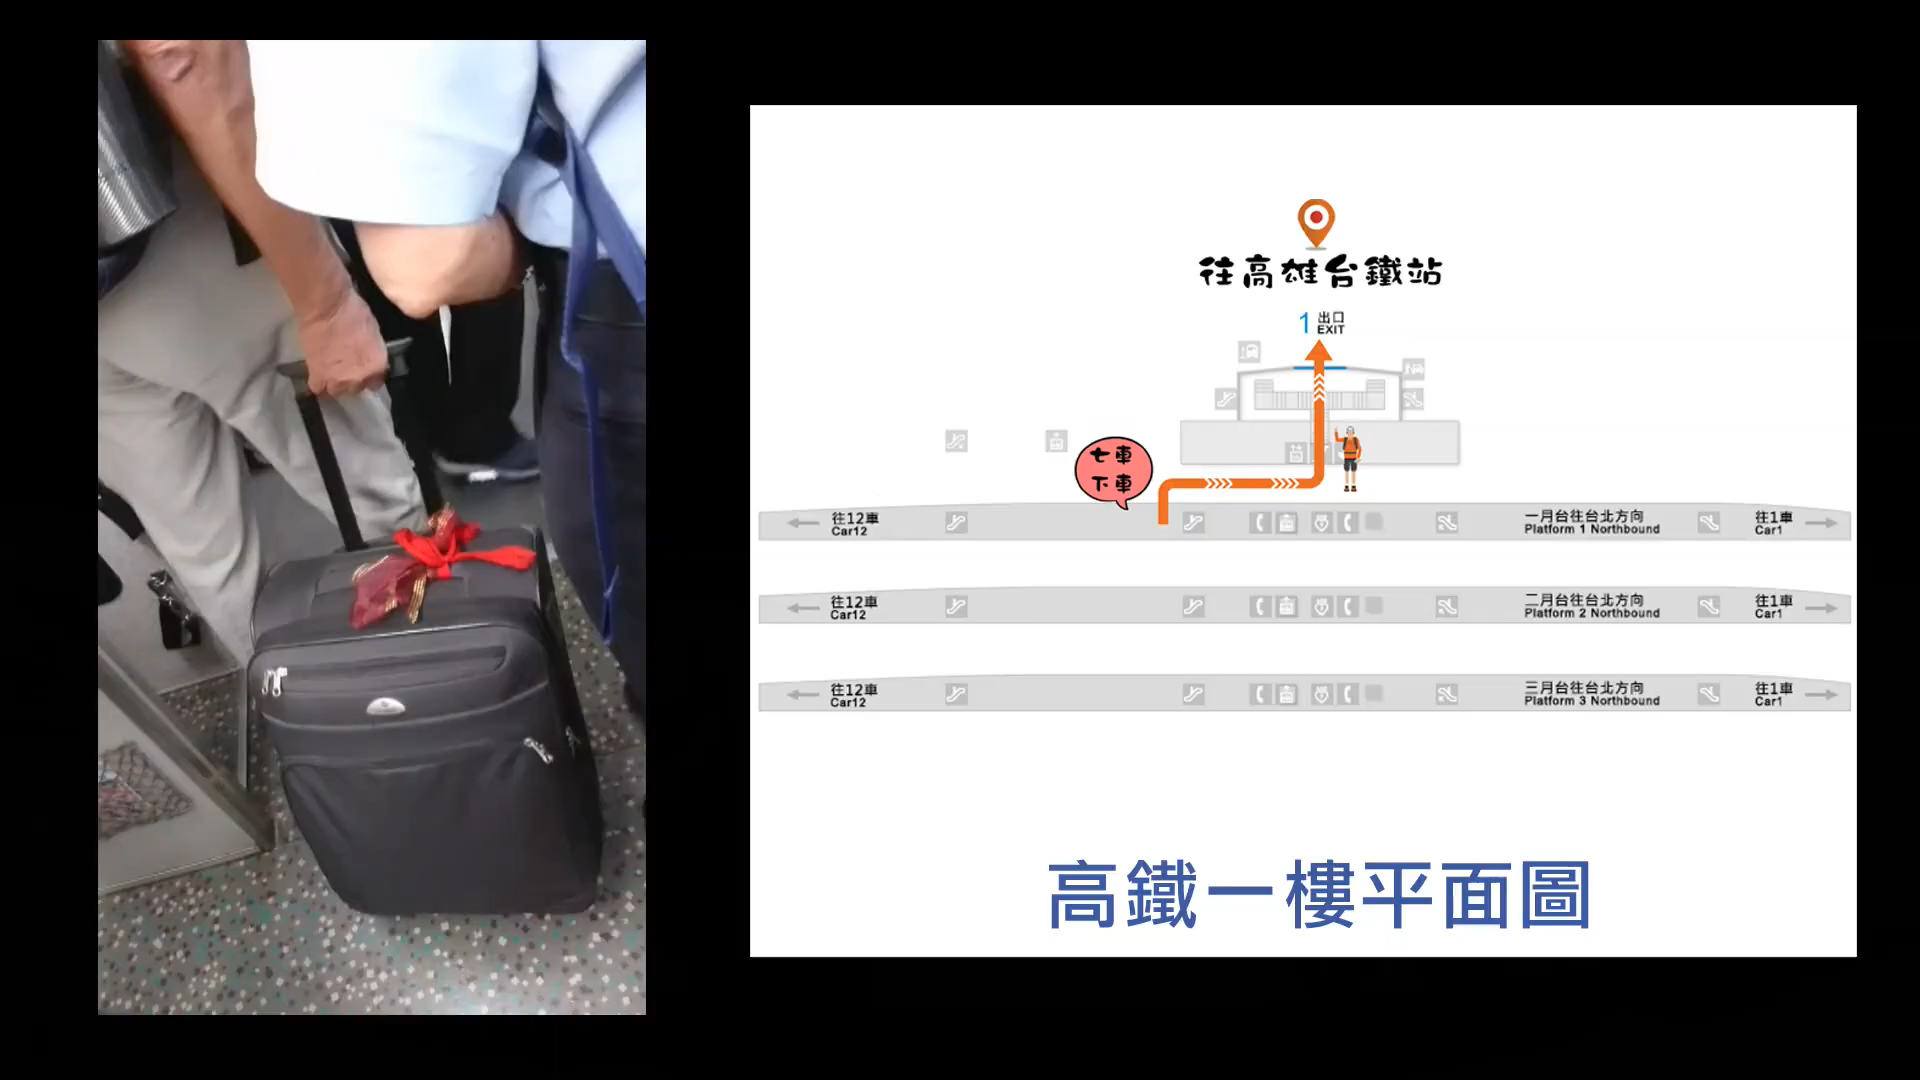 往高雄台鐵站
1 出口
EXIT
七車
下車
往12車
Car12
一月台往台北方向
Platform 1 Northbound
往1車
Car1
往12車
Car12
二月台往台北方向
Platform 2 Northbound
往1車
Car1
往12車
Car12
三月台往台北方向
Platform 3 Northbound
往1車
Car1
高鐵一樓平面圖